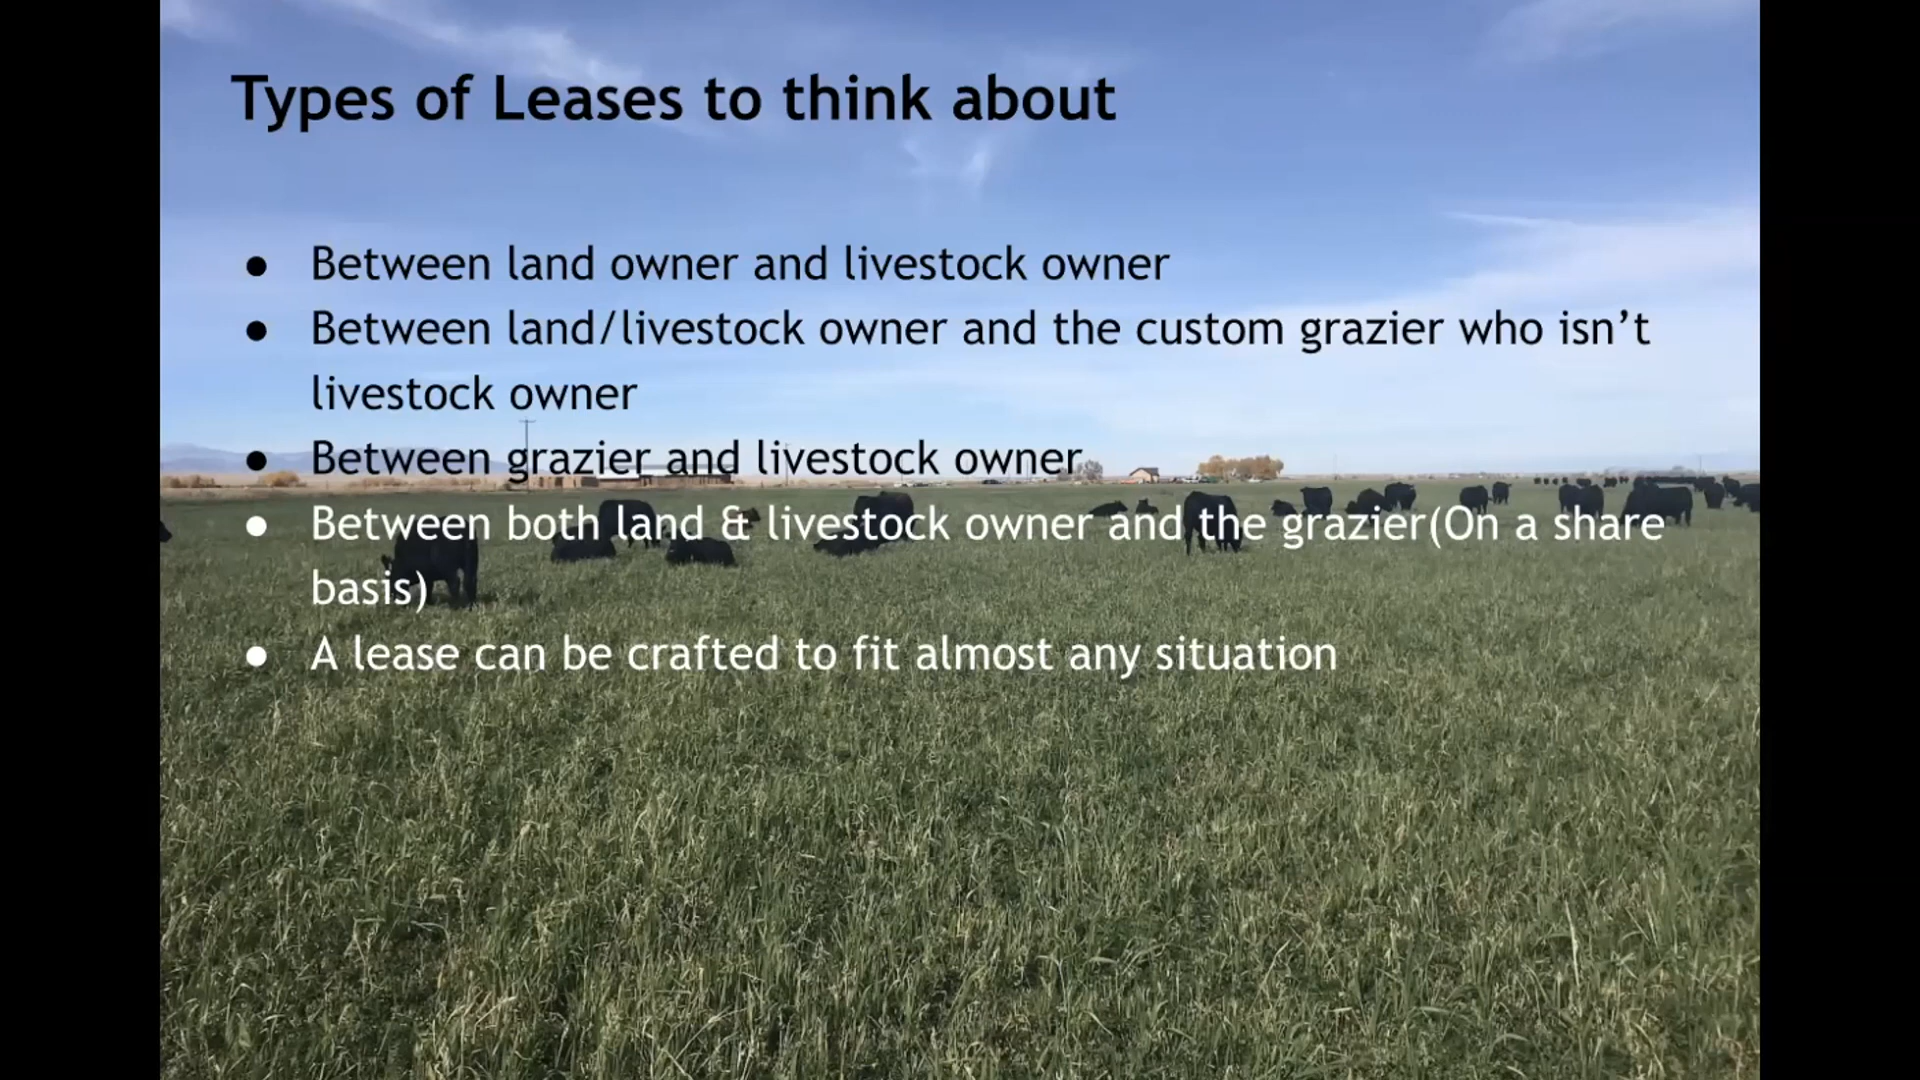 Types of Leases to think about
● Between land owner and livestock owner
● Between land/livestock owner and the custom grazier who isn’t
livestock owner
● Between grazier and livestock owner
● Between both land & livestock owner and the grazier(On a share
basis)
● A lease can be crafted to fit almost any situation